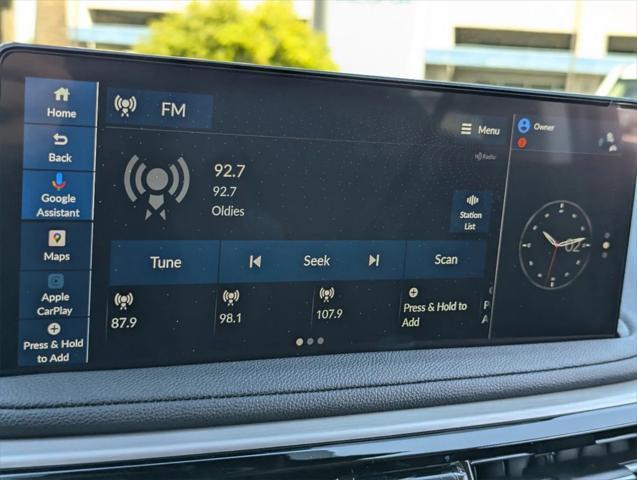 Home
Back
Google
Assistant
Maps
Apple
CarPlay
Press & Hold
to Add
FM
92.7
92.7
Oldies
Menu
Radio
Station
List
Tune
Seek
Scan
87.9
98.1
107.9
Press & Hold to
Add
P
A
Owner
02